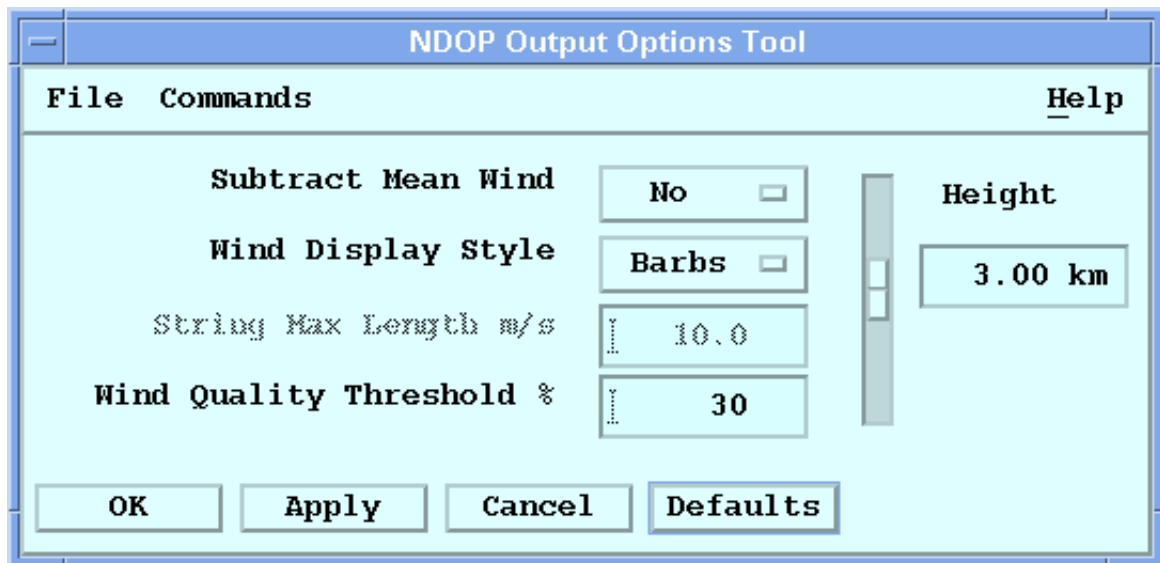 NDOP Output Options Tool
File Commands Help
Subtract Mean Wind No
Height
Wind Display Style Barbs
3.00 km
String Max Length m/s 10.0
Wind Quality Threshold % 30
OK Apply Cancel Defaults